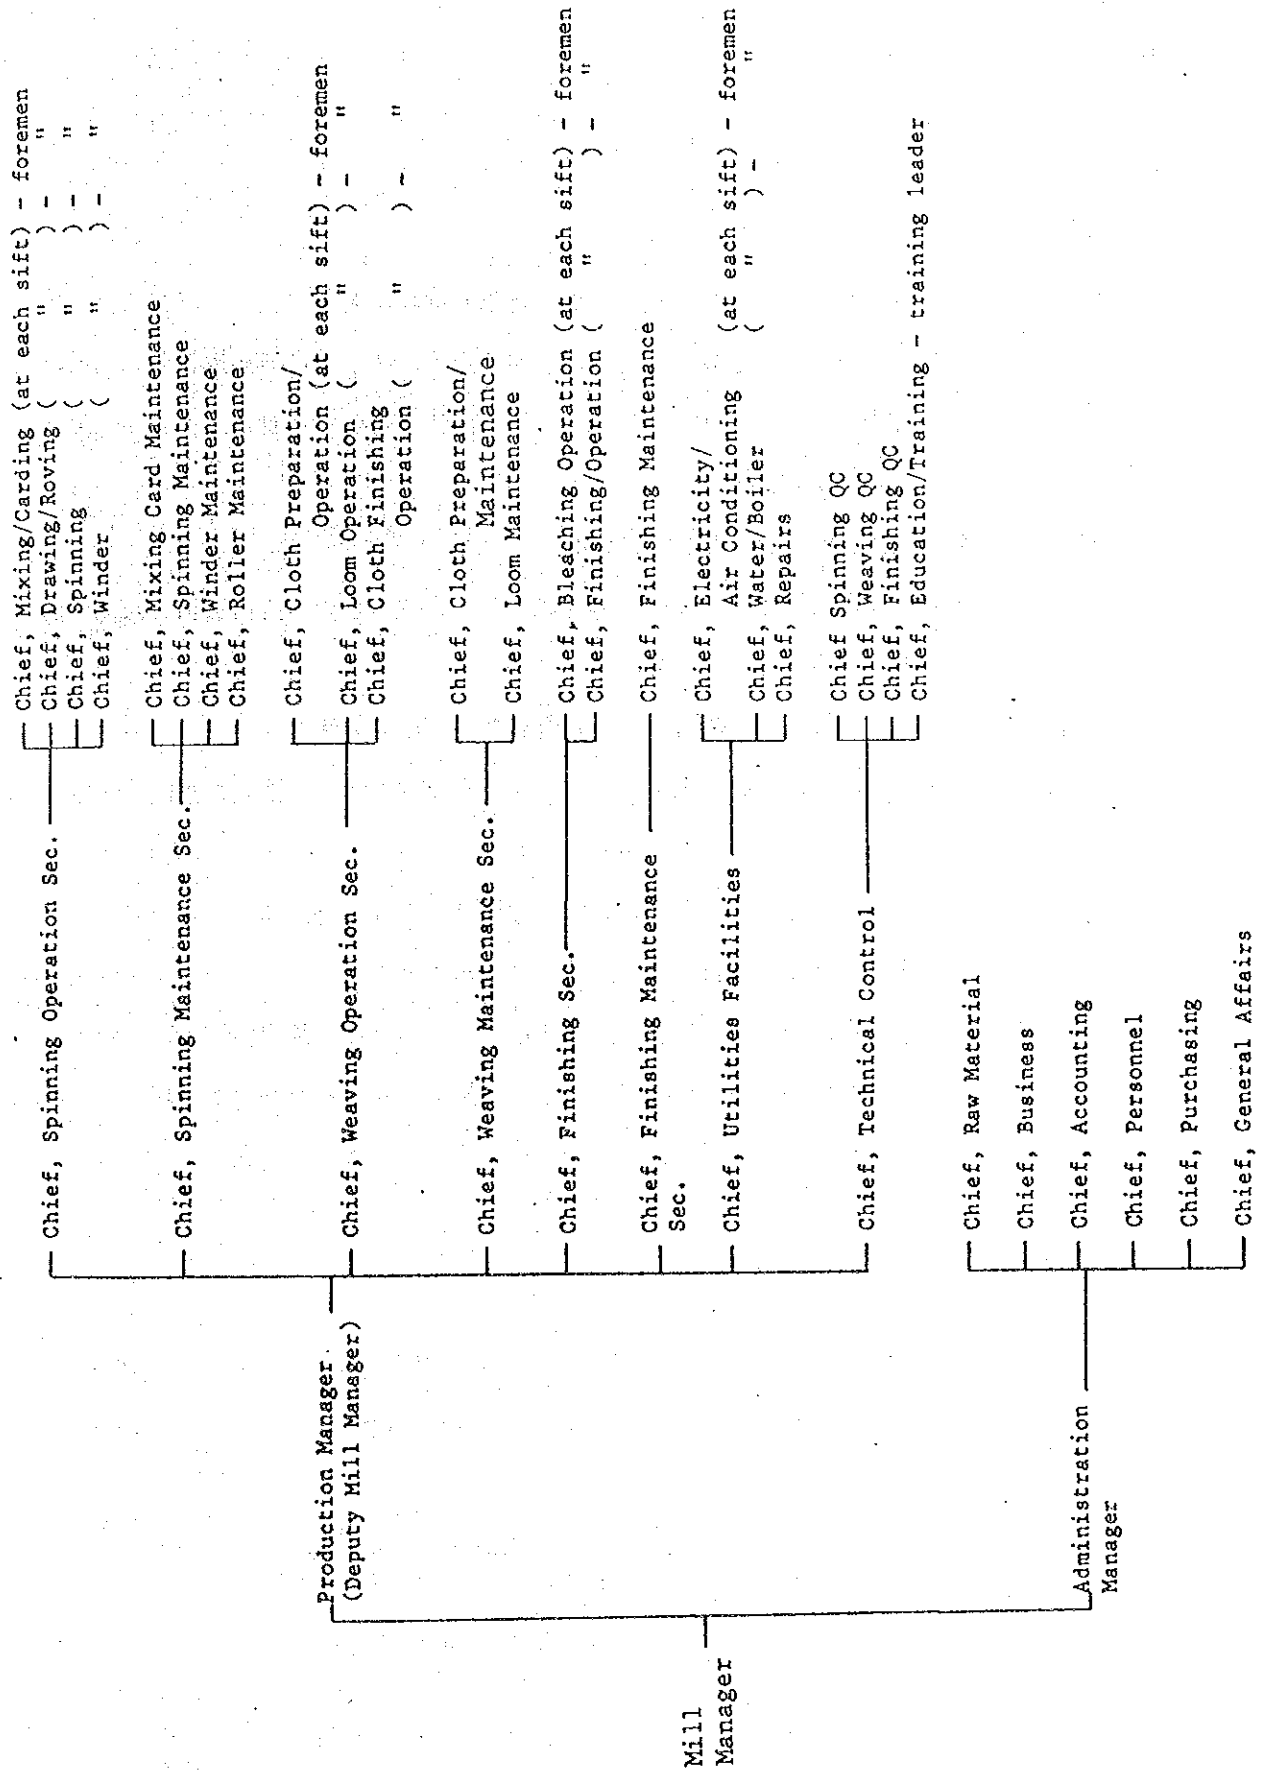 Mill
Manager
Production Manager
(Deputy Mill Manager)
Chief, Spinning Operation Sec.
Chief, Mixing/Carding (at each sift) - foremen
Chief, Drawing/Roving ( " ) - "
Chief, Spinning ( " ) - "
Chief, Winder ( " ) - "
Chief, Spinning Maintenance Sec.
Chief, Mixing Card Maintenance
Chief, Spinning Maintenance
Chief, Winder Maintenance
Chief, Roller Maintenance
Chief, Weaving Operation Sec.
Chief, Cloth Preparation/
Operation (at each sift) - foremen
Chief, Loom Operation ( " ) - "
Chief, Cloth Finishing
Operation ( " ) - "
Chief, Weaving Maintenance Sec.
Chief, Cloth Preparation/
Maintenance
Chief, Loom Maintenance
Chief, Finishing Sec.
Chief, Bleaching Operation (at each sift) - foremen
Chief, Finishing/Operation ( " ) - "
Chief, Finishing Maintenance
Sec.
Chief, Finishing Maintenance
Chief, Utilities Facilities
Chief, Electricity/
Air Conditioning (at each sift) - foremen
Chief, Water/Boiler ( " ) - "
Chief, Repairs
Chief, Technical Control
Chief Spinning QC
Chief, Weaving QC
Chief, Finishing QC
Chief, Education/Training - training leader
Administration
Manager
Chief, Raw Material
Chief, Business
Chief, Accounting
Chief, Personnel
Chief, Purchasing
Chief, General Affairs